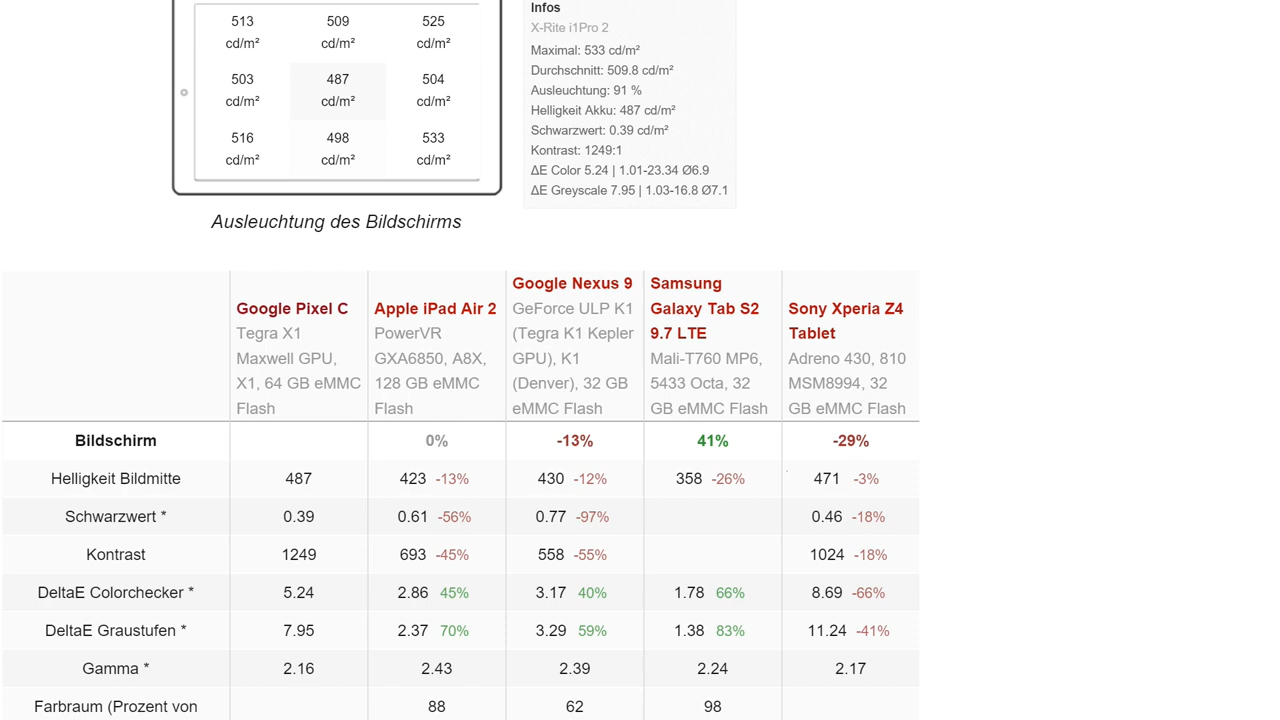 513 509 525
cd/m² cd/m² cd/m²
503 487 504
cd/m² cd/m² cd/m²
516 498 533
cd/m² cd/m² cd/m²
Ausleuchtung des Bildschirms
Infos
X-Rite i1Pro 2
Maximal: 533 cd/m²
Durchschnitt: 509.8 cd/m²
Ausleuchtung: 91 %
Helligkeit Akku: 487 cd/m²
Schwarzwert: 0.39 cd/m²
Kontrast: 1249:1
ΔE Color 5.24 | 1.01-23.34 Ø6.9
ΔE Greyscale 7.95 | 1.03-16.8 Ø7.1
Google Pixel C
Tegra X1
Maxwell GPU,
X1, 64 GB eMMC
Flash
Apple iPad Air 2
PowerVR
GXA6850, A8X,
128 GB eMMC
Flash
Google Nexus 9
GeForce ULP K1
(Tegra K1 Kepler
GPU), K1
(Denver), 32 GB
eMMC Flash
Samsung
Galaxy Tab S2
9.7 LTE
Mali-T760 MP6,
5433 Octa, 32
GB eMMC Flash
Sony Xperia Z4
Tablet
Adreno 430, 810
MSM8994, 32
GB eMMC Flash
Bildschirm 0% -13% 41% -29%
Helligkeit Bildmitte 487 423 -13% 430 -12% 358 -26% 471 -3%
Schwarzwert * 0.39 0.61 -56% 0.77 -97% 0.46 -18%
Kontrast 1249 693 -45% 558 -55% 1024 -18%
DeltaE Colorchecker * 5.24 2.86 45% 3.17 40% 1.78 66% 8.69 -66%
DeltaE Graustufen * 7.95 2.37 70% 3.29 59% 1.38 83% 11.24 -41%
Gamma * 2.16 2.43 2.39 2.24 2.17
Farbraum (Prozent von 88 62 98